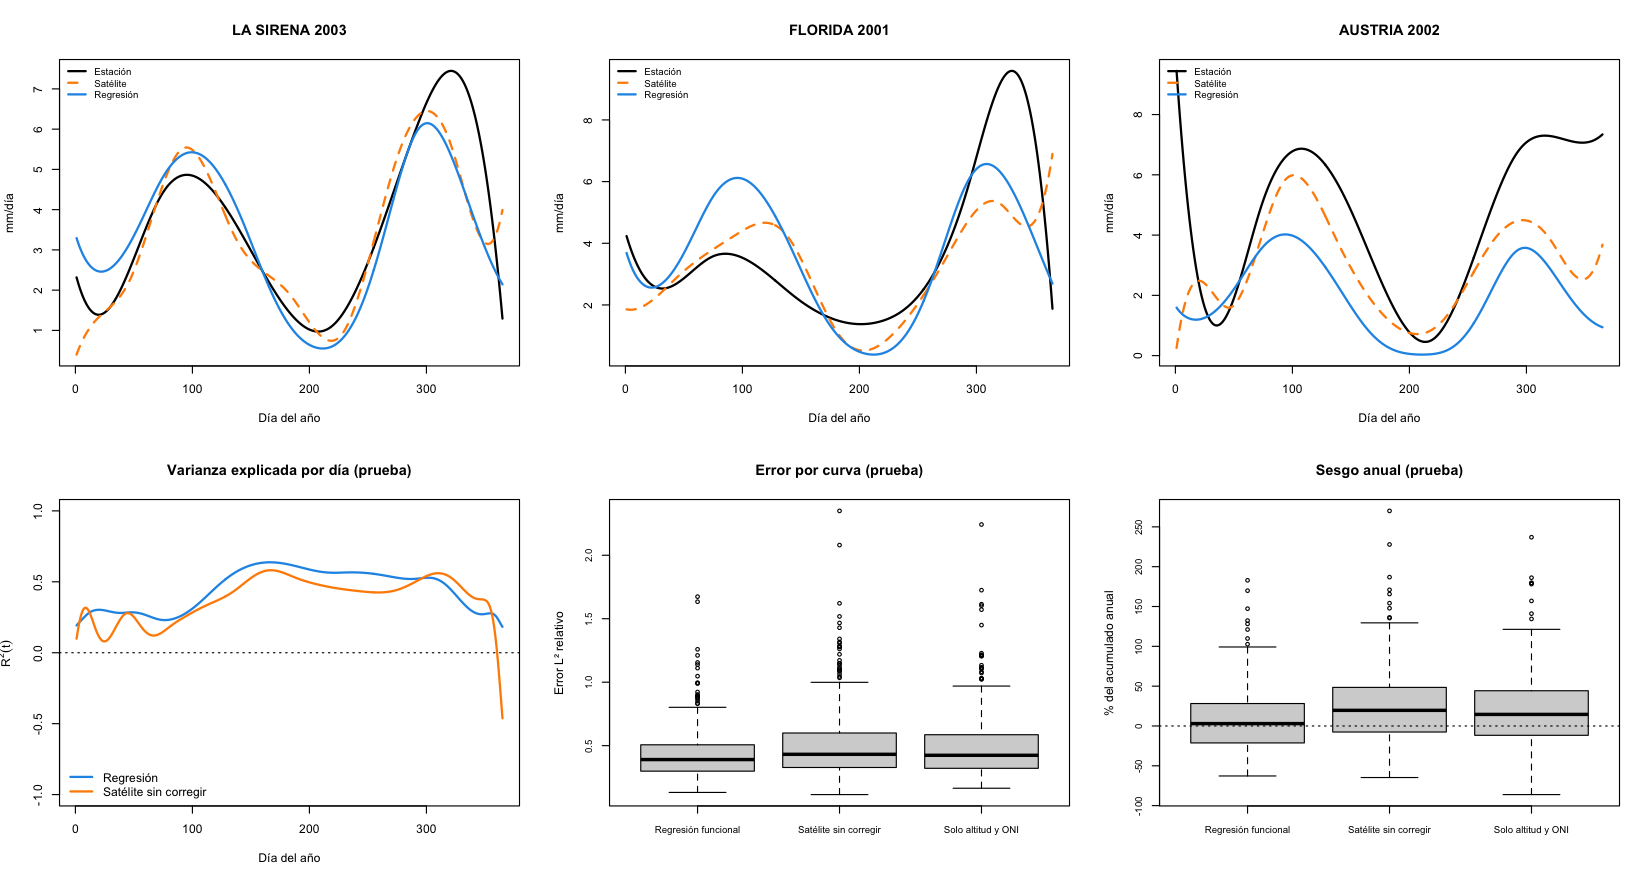 LA SIRENA 2003
Estación
Satélite
Regresión
mm/día
1
2
3
4
5
6
7
0
100
200
300
Día del año
FLORIDA 2001
Estación
Satélite
Regresión
mm/día
2
4
6
8
0
100
200
300
Día del año
AUSTRIA 2002
Estación
Satélite
Regresión
mm/día
0
2
4
6
8
0
100
200
300
Día del año
Varianza explicada por día (prueba)
R²(t)
-1.0
-0.5
0.0
0.5
1.0
Regresión
Satélite sin corregir
0
100
200
300
Día del año
Error por curva (prueba)
Error L² relativo
0.5
1.0
1.5
2.0
Regresión funcional
Satélite sin corregir
Solo altitud y ONI
Sesgo anual (prueba)
% del acumulado anual
-100
-50
0
50
100
150
200
250
Regresión funcional
Satélite sin corregir
Solo altitud y ONI